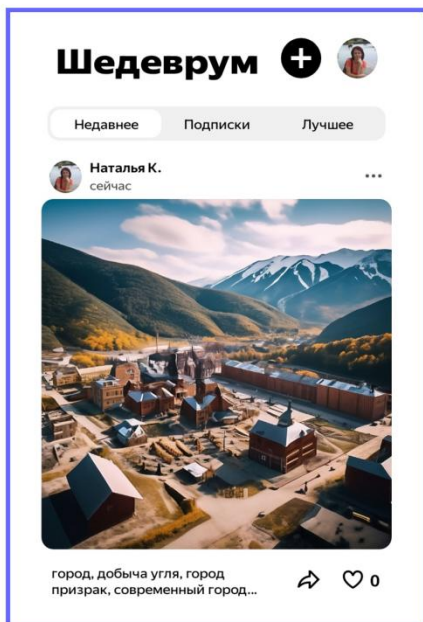 Шедеврум
Недавнее Подписки Лучшее
Наталья К.
сейчас
город, добыча угля, город
призрак, современный город...
0